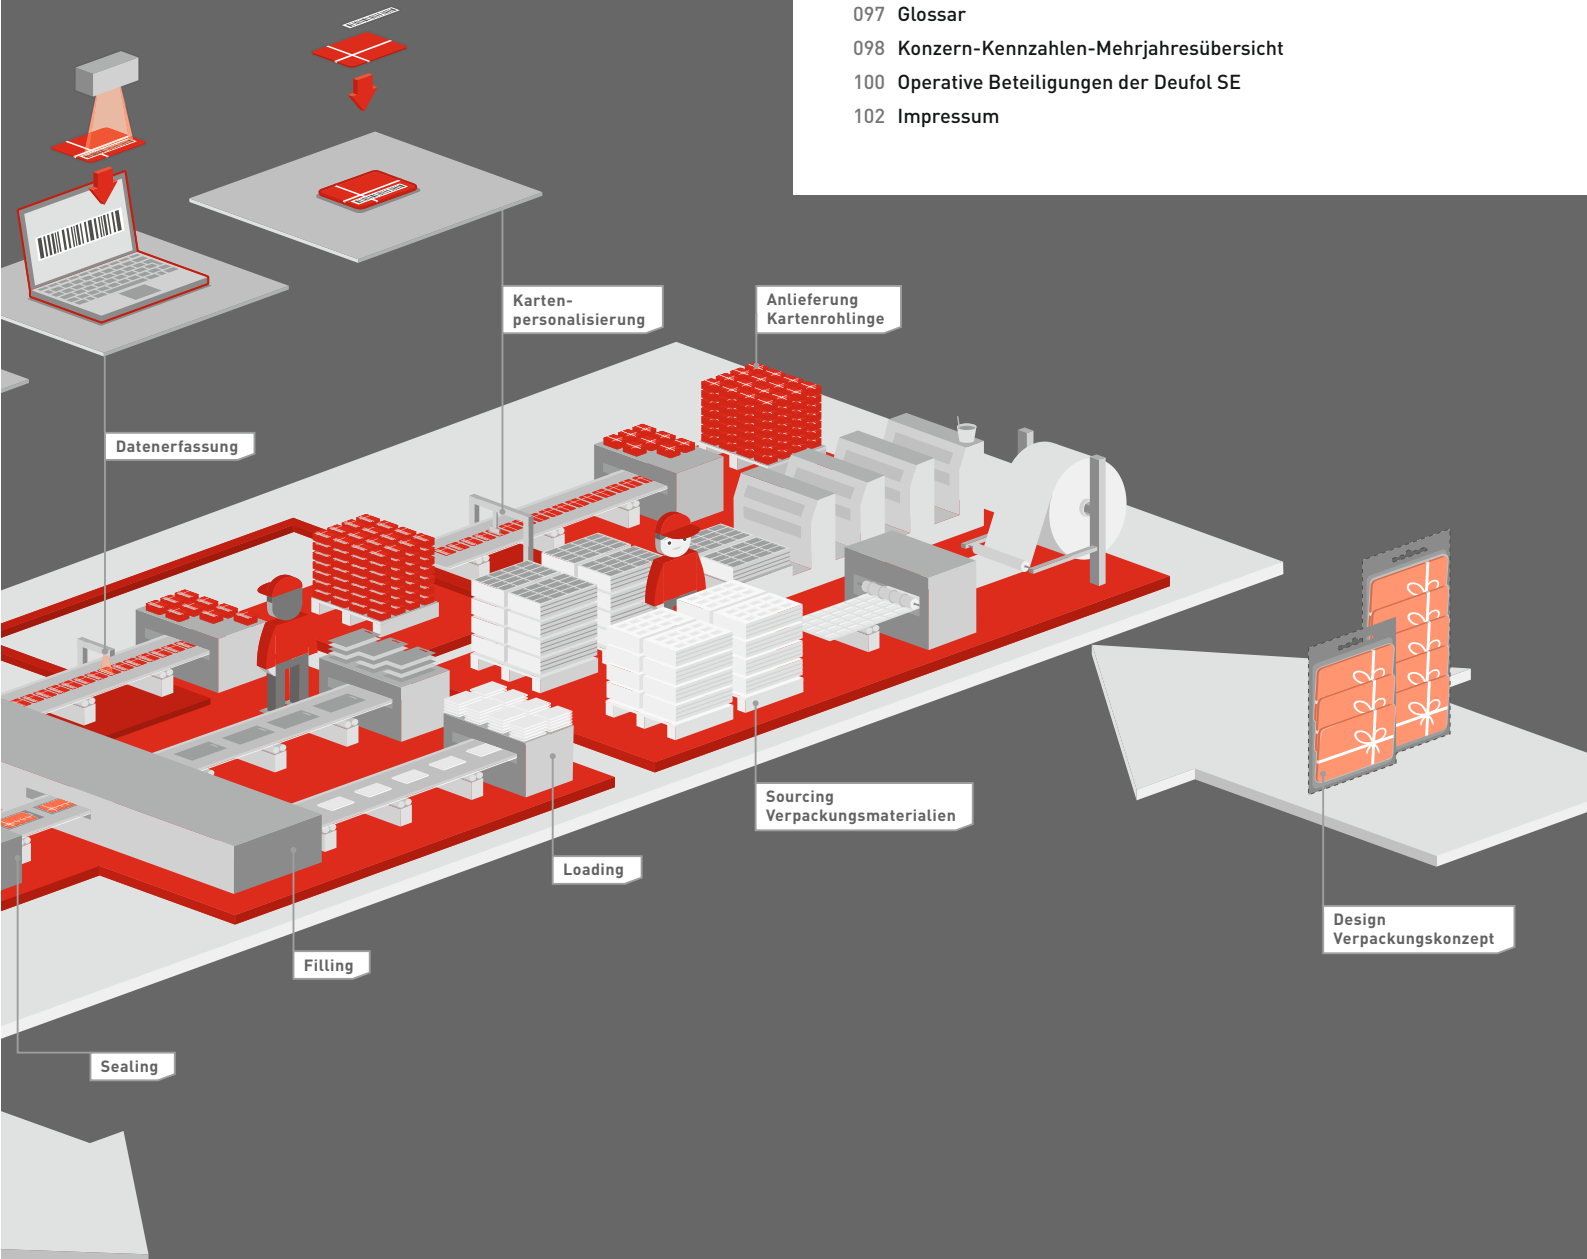 097 Glossar
098 Konzern-Kennzahlen-Mehrjahresübersicht
100 Operative Beteiligungen der Deufol SE
102 Impressum
Karten-
personalisierung
Anlieferung
Kartenrohlinge
Datenerfassung
Sourcing
Verpackungsmaterialien
Loading
Design
Verpackungskonzept
Filling
Sealing